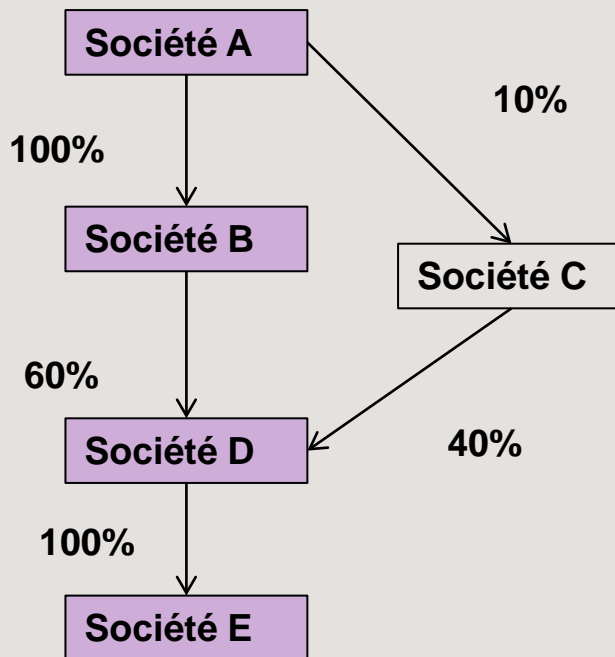 Société A
10%
100%
Société B
Société C
60%
Société D
40%
100%
Société E